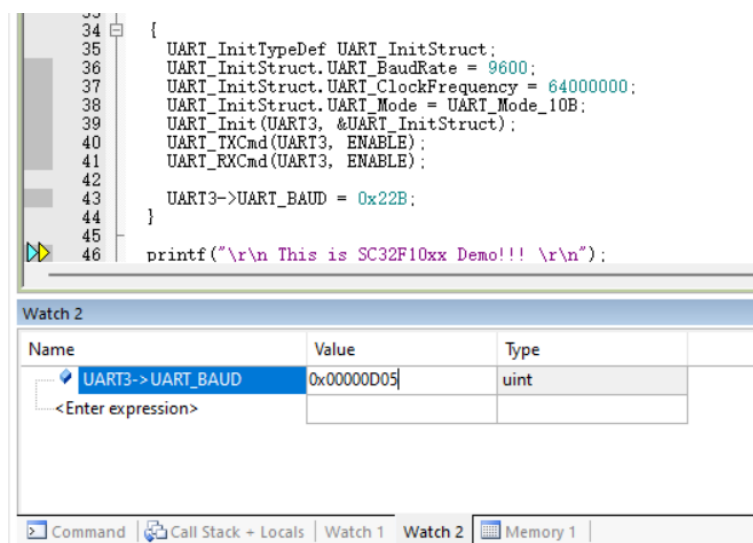 33
34 {
35 UART_InitTypeDef UART_InitStruct;
36 UART_InitStruct.UART_BaudRate = 9600;
37 UART_InitStruct.UART_ClockFrequency = 64000000;
38 UART_InitStruct.UART_Mode = UART_Mode_10B;
39 UART_Init(UART3, &UART_InitStruct);
40 UART_TXCmd(UART3, ENABLE);
41 UART_RXCmd(UART3, ENABLE);
42
43 UART3->UART_BAUD = 0x22B;
44 }
45
46 printf("\r\n This is SC32F10xx Demo!!! \r\n");
Watch 2
Name Value Type
UART3->UART_BAUD 0x00000D05 uint
<Enter expression>
Command Call Stack + Locals Watch 1 Watch 2 Memory 1